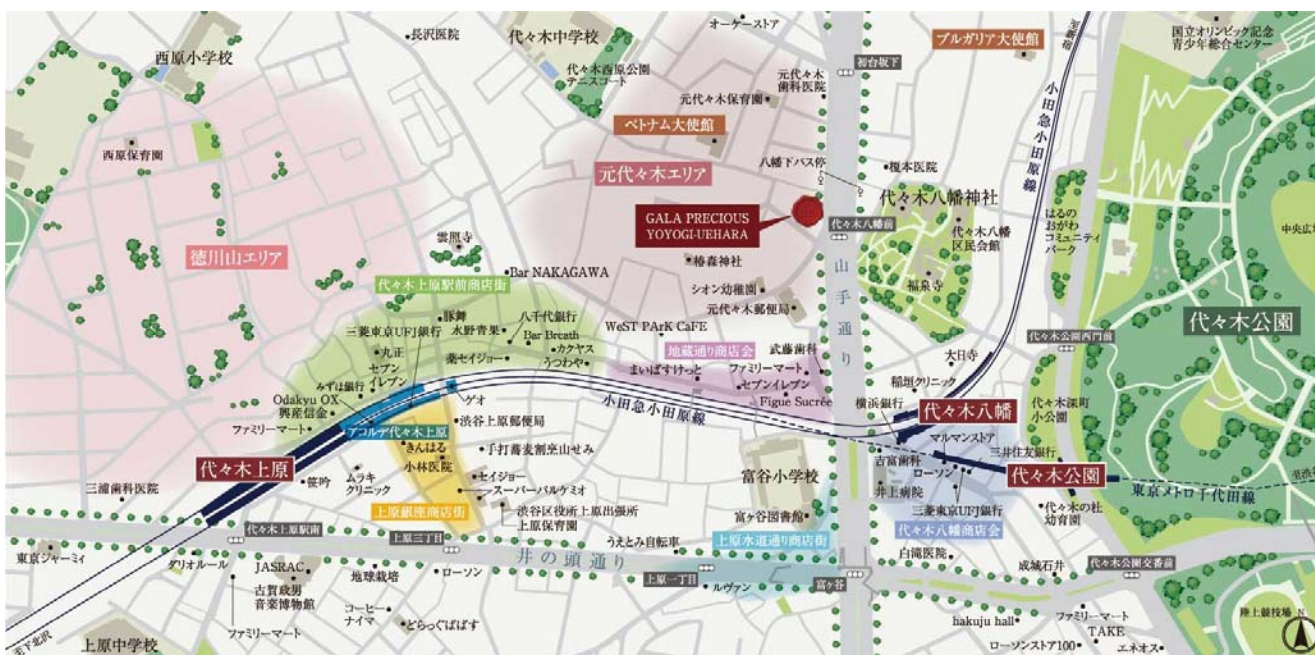 オーケーストア
長沢医院
代々木中学校
西原小学校
代々木西原公園
テニスコート
元代々木
歯科医院
初台坂下
ブルガリア大使館
至新宿
国立オリンピック記念
青少年総合センター
元代々木保育園
ベトナム大使館
小田急小田原線
西原保育園
八幡下バス停
榎本医院
元代々木エリア
代々木八幡神社
GALA PRECIOUS
YOYOGI-UEHARA
代々木八幡前
代々木八幡
区民会館
はるの
おがわ
コミュニティ
パーク
中央広場
雲照寺
徳川山エリア
椿森神社
山手通り
福泉寺
Bar NAKAGAWA
代々木上原駅前商店街
シオン幼稚園
元代々木郵便局
代々木公園
豚舞
八千代銀行
三菱東京UFJ銀行
水野青果
Bar Breath
WeST PArK CaFE
代々木公園西門前
丸正
カクヤス
薬セイジョー
うつわや
地蔵通り商店会
武藤歯科
大日寺
セブン
イレブン
まいばすけっと
ファミリーマート
セブンイレブン
稲垣クリニック
みずほ銀行
Figue Sucrée
横浜銀行
代々木深町
小公園
Odakyu OX
ゲオ
小田急小田原線
代々木八幡
興産信金
ファミリーマート
渋谷上原郵便局
アコルデ代々木上原
マルマンストア
きんはる
手打蕎麦割烹山せみ
三井住友銀行
代々木上原
小林医院
富谷小学校
吉富歯科
ローソン
代々木公園
ムラキ
クリニック
セイジョー
井上病院
三浦歯科医院
笹吟
スーパーバルケミオ
東京メトロ千代田線
三菱東京UFJ銀行
代々木の杜
幼育園
上原銀座商店街
渋谷区役所上原出張所
上原保育園
富ヶ谷図書館
代々木八幡商店会
代々木上原駅南
上原三丁目
うえとみ自転車
上原水道通り商店街
白滝医院
東京ジャーミィ
井の頭通り
ダリオルール
JASRAC
地球栽培
ローソン
上原一丁目
富ヶ谷
成城石井
代々木公園交番前
古賀政男
音楽博物館
ルヴァン
コーヒー
ナイマ
ファミリーマート
どらっぐぱぱす
hakuju hall
ファミリーマート
陸上競技場
N
TAKE
上原中学校
至下北沢
ローソンストア100
エネオス